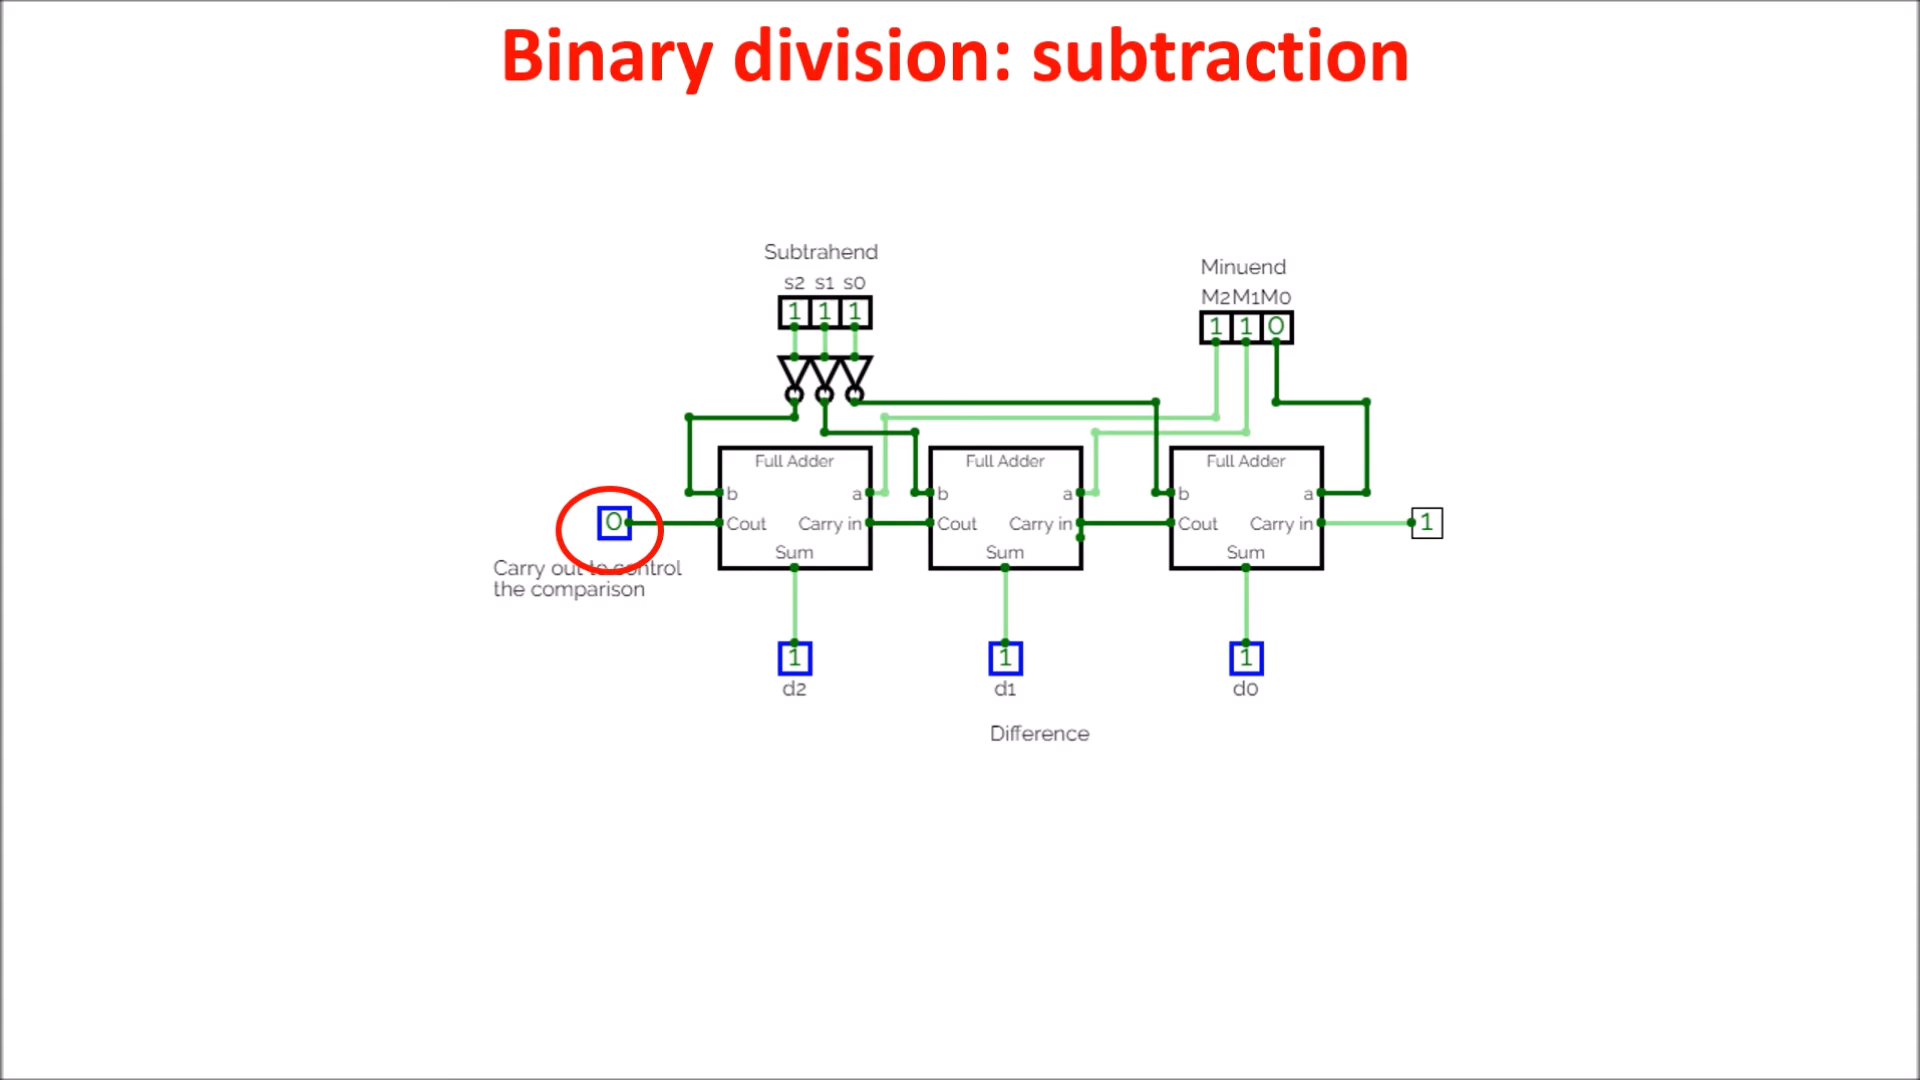 Binary division: subtraction
Subtrahend
s2 s1 s0
1 1 1
Minuend
M2M1M0
1 1 0
Full Adder
b a
Cout Carry in
Sum
Full Adder
b a
Cout Carry in
Sum
Full Adder
b a
Cout Carry in
Sum
0
1
Carry out to control
the comparison
1 1 1
d2 d1 d0
Difference